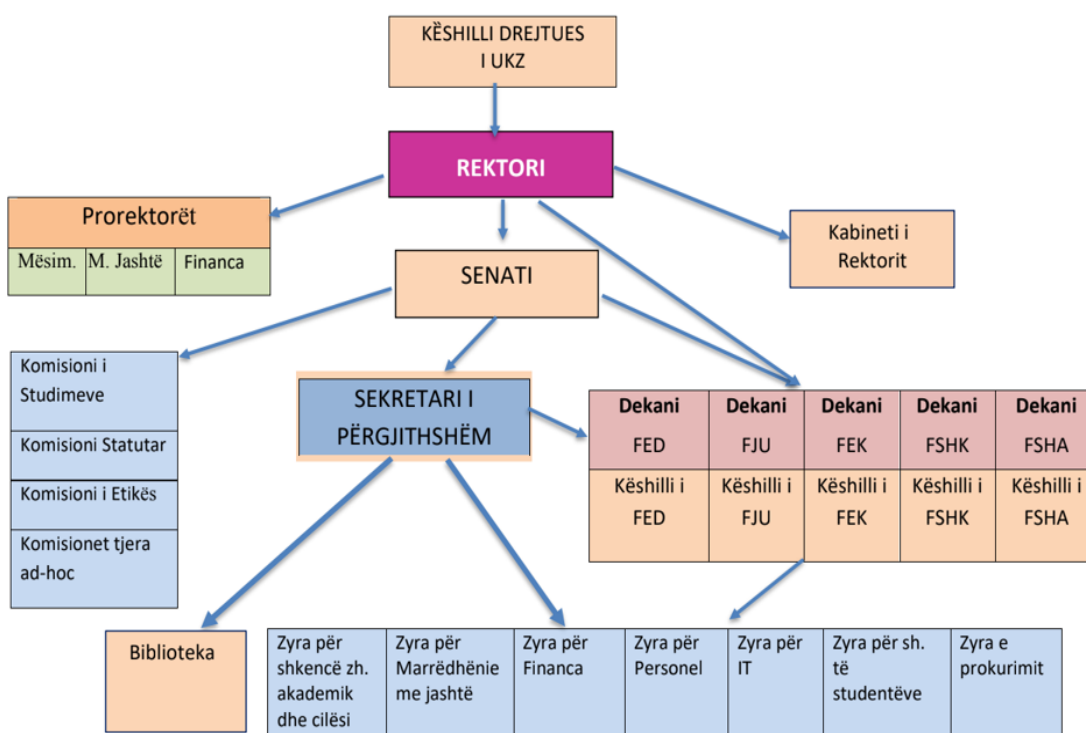 KËSHILLI DREJTUES
I UKZ
REKTORI
Prorektorët
Mësim.
M. Jashtë
Financa
Kabineti i
Rektorit
SENATI
Komisioni i
Studimeve
Komisioni Statutar
Komisioni i Etikës
Komisionet tjera
ad-hoc
SEKRETARI I
PËRGJITHSHËM
Dekani
FED
Dekani
FJU
Dekani
FEK
Dekani
FSHK
Dekani
FSHA
Këshilli i
FED
Këshilli i
FJU
Këshilli i
FEK
Këshilli i
FSHK
Këshilli i
FSHA
Biblioteka
Zyra për
shkencë zh.
akademik
dhe cilësi
Zyra për
Marrëdhënie
me jashtë
Zyra për
Financa
Zyra për
Personel
Zyra për
IT
Zyra për sh.
të
studentëve
Zyra e
prokurimit